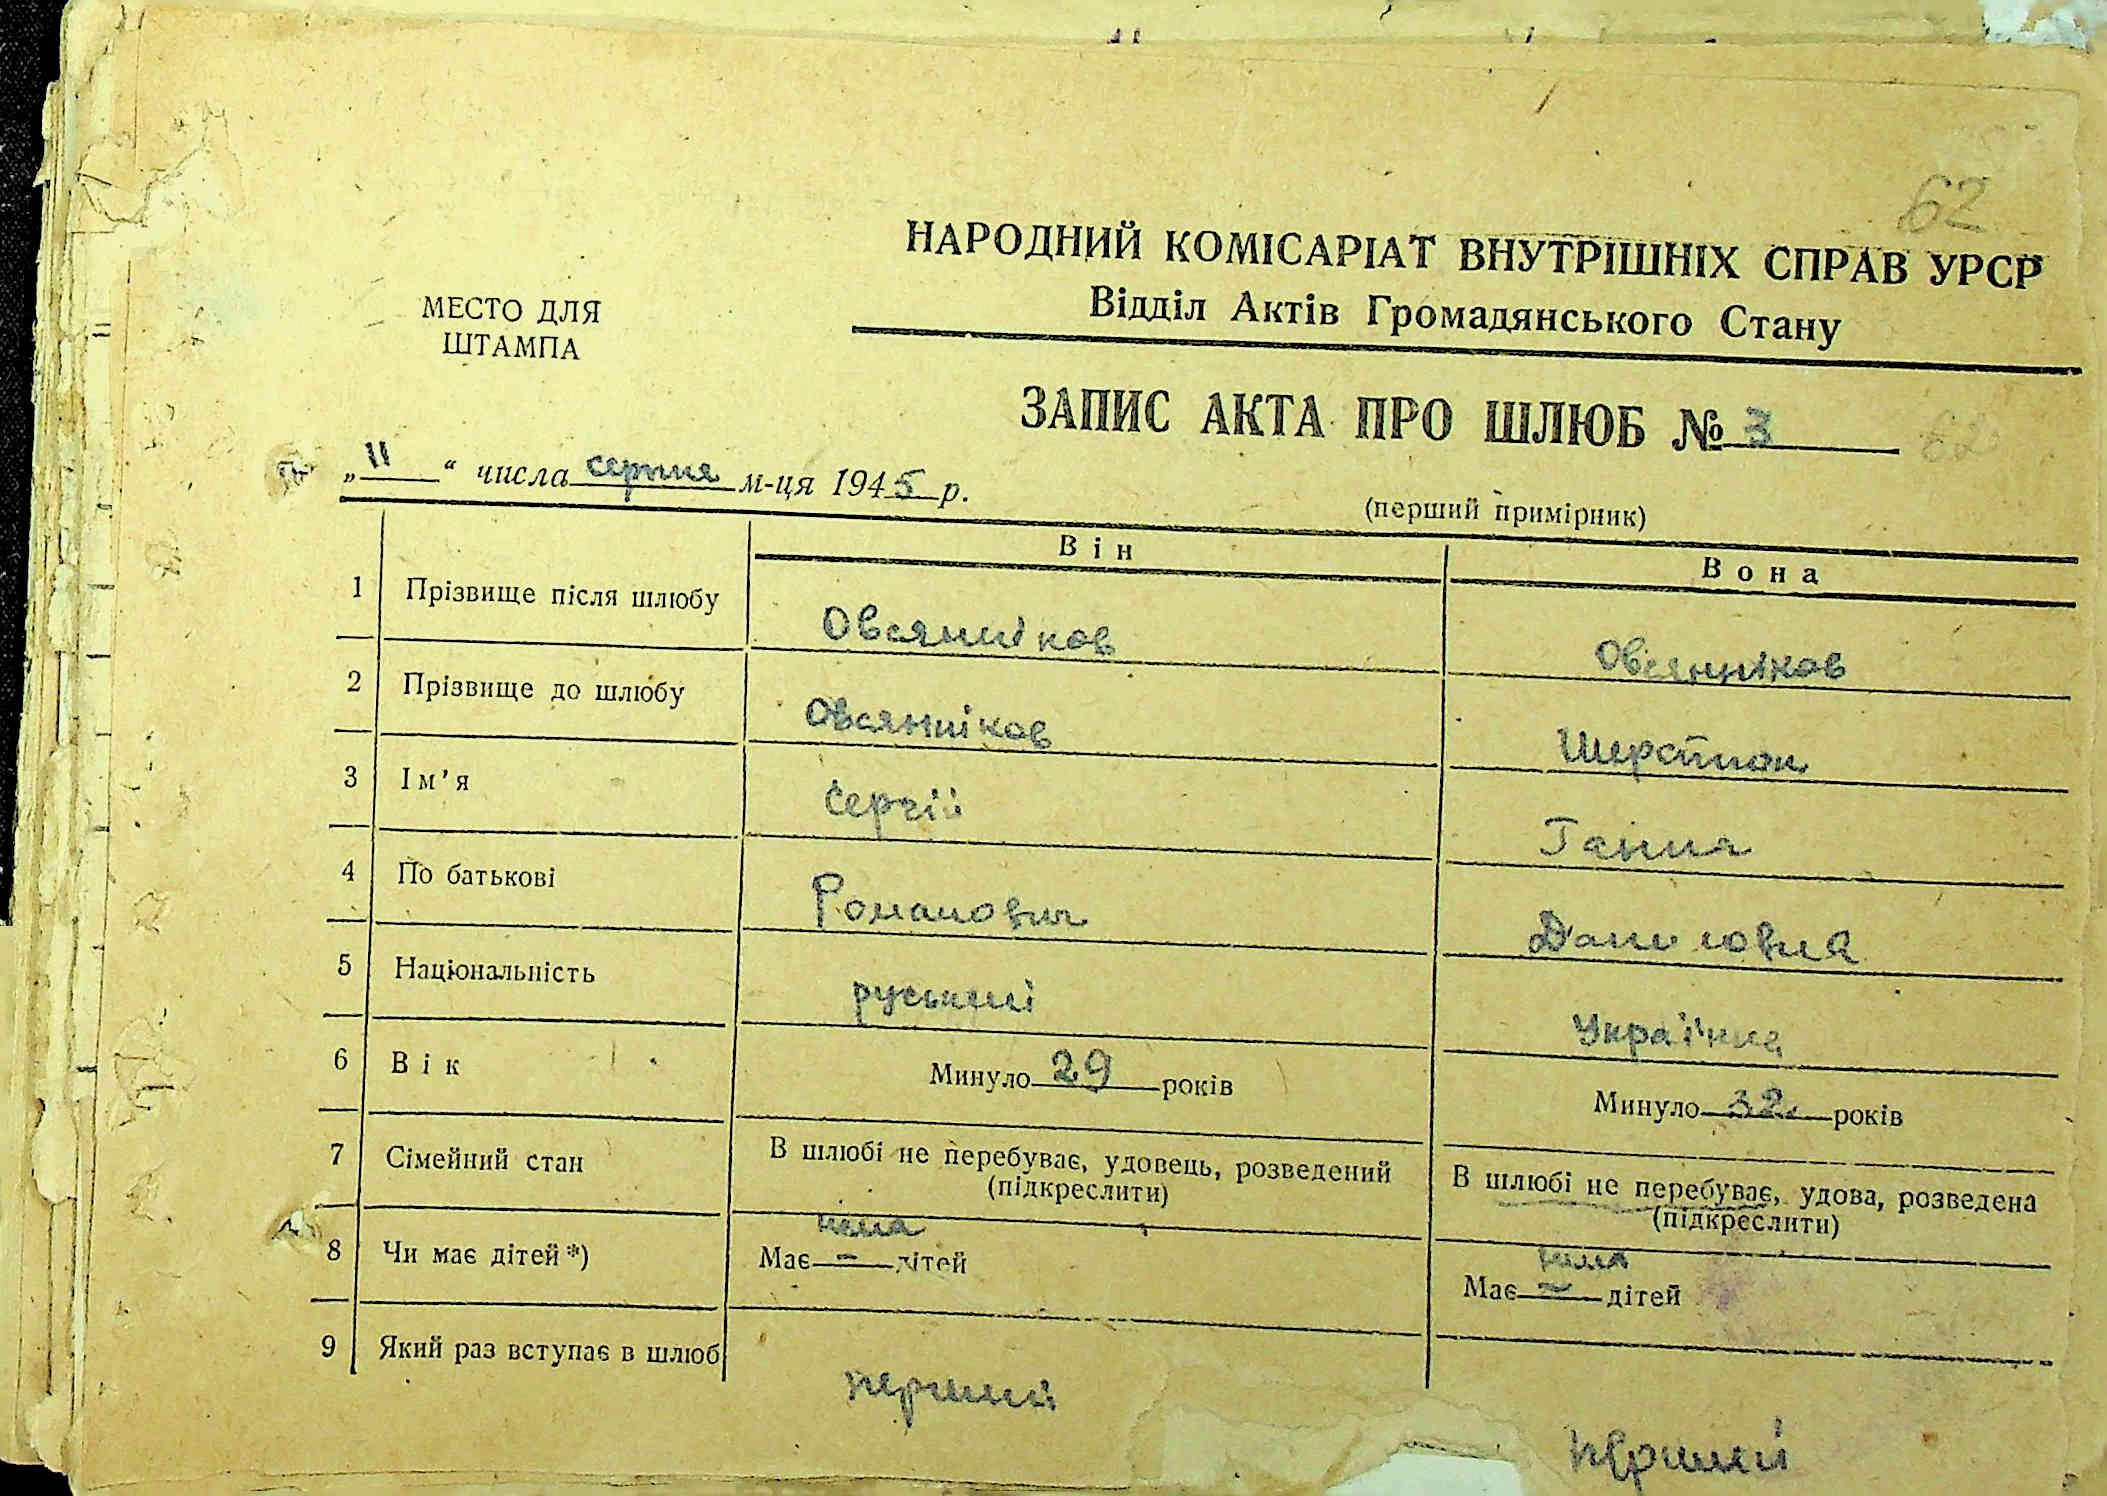 62
НАРОДНИЙ КОМІСАРІАТ ВНУТРІШНІХ СПРАВ УРСР
Відділ Актів Громадянського Стану
МЕСТО ДЛЯ
ШТАМПА
ЗАПИС АКТА ПРО ШЛЮБ № 3
62
„11“ числа серпня м-ця 1945 р.
(перший примірник)
Він Вона
1 Прізвище після шлюбу Овсянніков Овсянніков
2 Прізвище до шлюбу Овсянніков Шерстюк
3 Ім'я Сергій Ганна
4 По батькові Романович Даниловна
5 Національність руський Українка
6 Вік Минуло 29 років Минуло 32 років
7 Сімейний стан В шлюбі не перебуває, удовець, розведений В шлюбі не перебуває, удова, розведена
(підкреслити) (підкреслити)
нема нема
8 Чи має дітей*) Має – дітей Має – дітей
9 Який раз вступає в шлюб перший перший